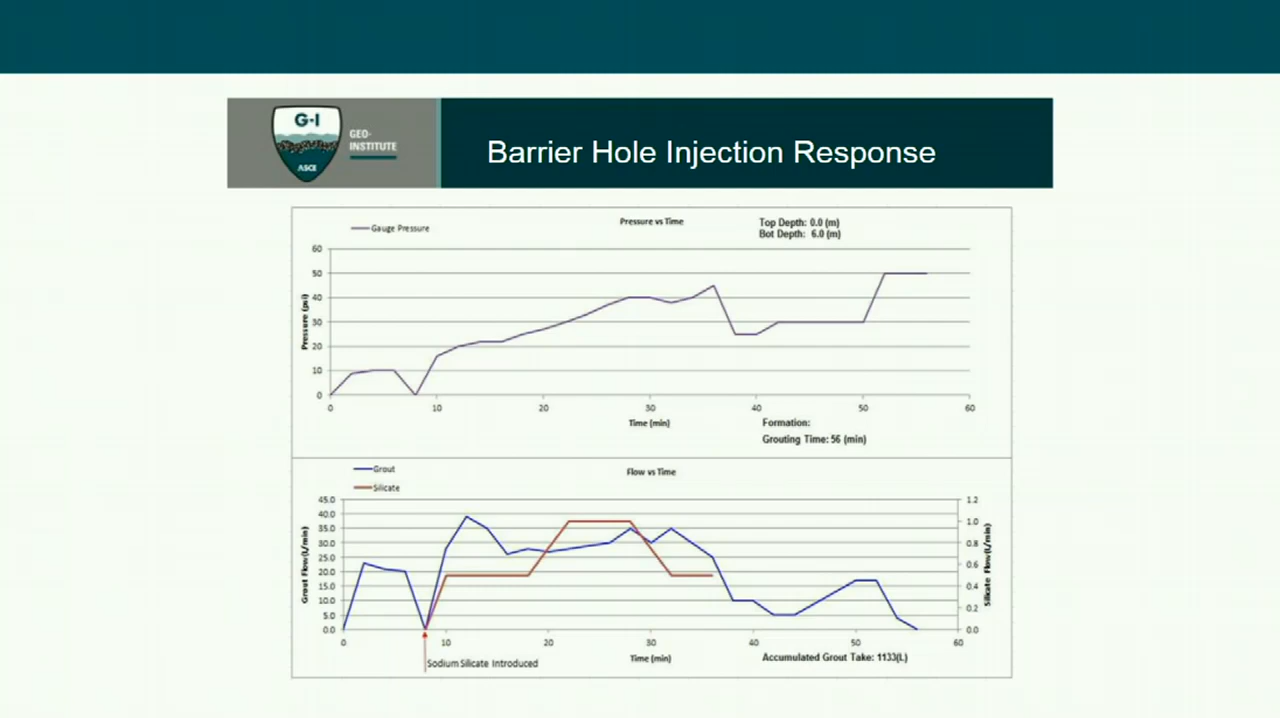 G-I
GEO-
INSTITUTE
ASCE
Barrier Hole Injection Response
Gauge Pressure
Pressure vs Time
Top Depth: 0.0 (m)
Bot Depth: 6.0 (m)
60
50
40
30
20
10
0
Pressure (psi)
0 10 20 30 40 50 60
Time (min)
Formation:
Grouting Time: 56 (min)
Grout
Silicate
Flow vs Time
45.0
40.0
35.0
30.0
25.0
20.0
15.0
10.0
5.0
0.0
Grout Flow(L/min)
1.2
1.0
0.8
0.6
0.4
0.2
0.0
Silicate Flow(L/min)
0 10 20 30 40 50 60
Sodium Silicate Introduced
Time (min)
Accumulated Grout Take: 1133(L)